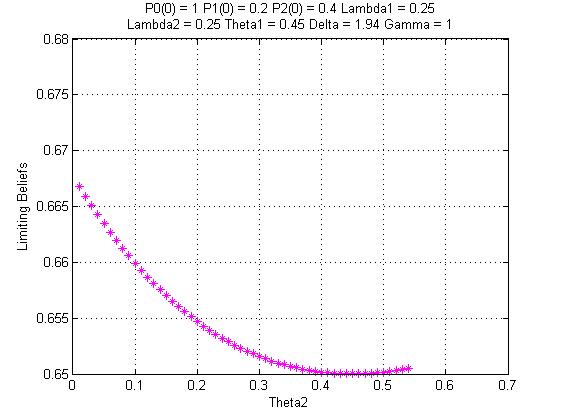 P0(0) = 1 P1(0) = 0.2 P2(0) = 0.4 Lambda1 = 0.25
Lambda2 = 0.25 Theta1 = 0.45 Delta = 1.94 Gamma = 1
0.68
0.675
0.67
0.665
0.66
0.655
0.65
Limiting Beliefs
0 0.1 0.2 0.3 0.4 0.5 0.6 0.7
Theta2